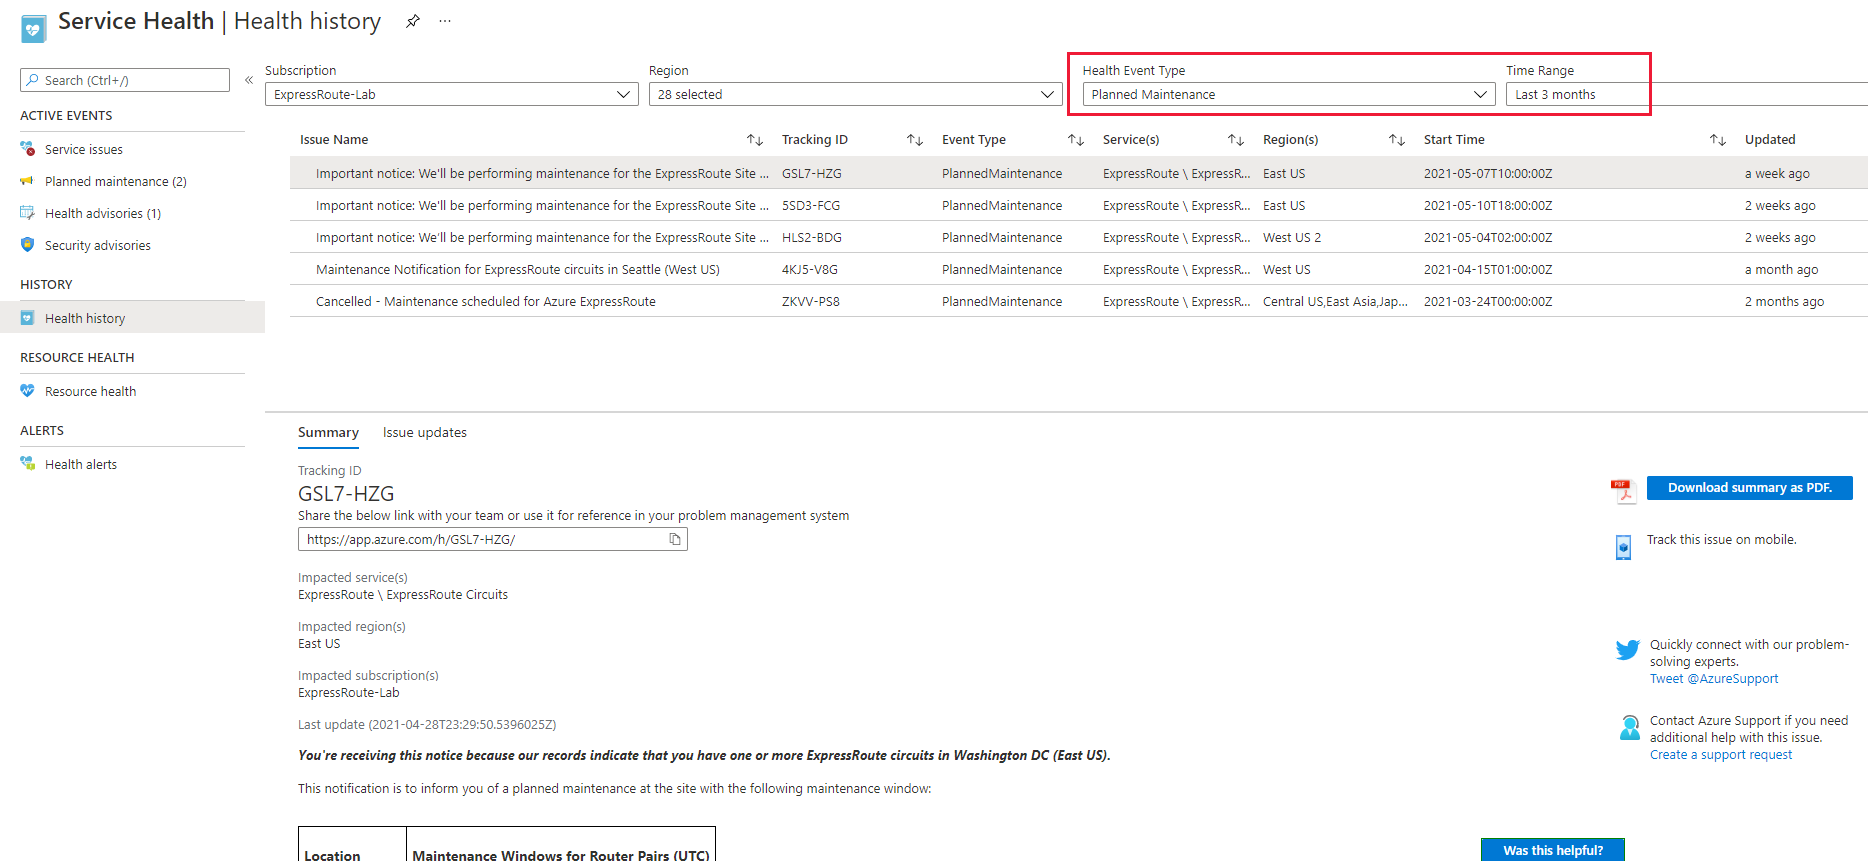 Service Health | Health history
Search (Ctrl+/)
«
ACTIVE EVENTS
Service issues
Planned maintenance (2)
Health advisories (1)
Security advisories
HISTORY
Health history
RESOURCE HEALTH
Resource health
ALERTS
Health alerts
Subscription Region Health Event Type Time Range
ExpressRoute-Lab 28 selected Planned Maintenance Last 3 months
Issue Name Tracking ID Event Type Service(s) Region(s) Start Time Updated
Important notice: We'll be performing maintenance for the ExpressRoute Site ... GSL7-HZG PlannedMaintenance ExpressRoute \ ExpressR... East US 2021-05-07T10:00:00Z a week ago
Important notice: We'll be performing maintenance for the ExpressRoute Site ... 5SD3-FCG PlannedMaintenance ExpressRoute \ ExpressR... East US 2021-05-10T18:00:00Z 2 weeks ago
Important notice: We'll be performing maintenance for the ExpressRoute Site ... HLS2-BDG PlannedMaintenance ExpressRoute \ ExpressR... West US 2 2021-05-04T02:00:00Z 2 weeks ago
Maintenance Notification for ExpressRoute circuits in Seattle (West US) 4KJ5-V8G PlannedMaintenance ExpressRoute \ ExpressR... West US 2021-04-15T01:00:00Z a month ago
Cancelled - Maintenance scheduled for Azure ExpressRoute ZKVV-PS8 PlannedMaintenance ExpressRoute \ ExpressR... Central US,East Asia,Jap... 2021-03-24T00:00:00Z 2 months ago
Summary Issue updates
Tracking ID
GSL7-HZG
Share the below link with your team or use it for reference in your problem management system
https://app.azure.com/h/GSL7-HZG/
Impacted service(s)
ExpressRoute \ ExpressRoute Circuits
Impacted region(s)
East US
Impacted subscription(s)
ExpressRoute-Lab
Last update (2021-04-28T23:29:50.5396025Z)
You're receiving this notice because our records indicate that you have one or more ExpressRoute circuits in Washington DC (East US).
This notification is to inform you of a planned maintenance at the site with the following maintenance window:
Location Maintenance Windows for Router Pairs (UTC)
PDF
Download summary as PDF.
Track this issue on mobile.
Quickly connect with our problem-
solving experts.
Tweet @AzureSupport
Contact Azure Support if you need
additional help with this issue.
Create a support request
Was this helpful?